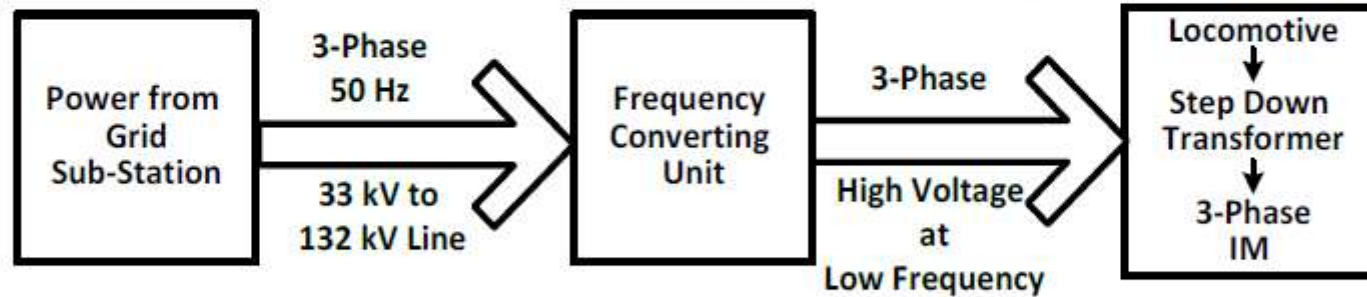 Power from
Grid
Sub-Station
3-Phase
50 Hz
33 kV to
132 kV Line
Frequency
Converting
Unit
3-Phase
High Voltage
at
Low Frequency
Locomotive
Step Down
Transformer
3-Phase
IM